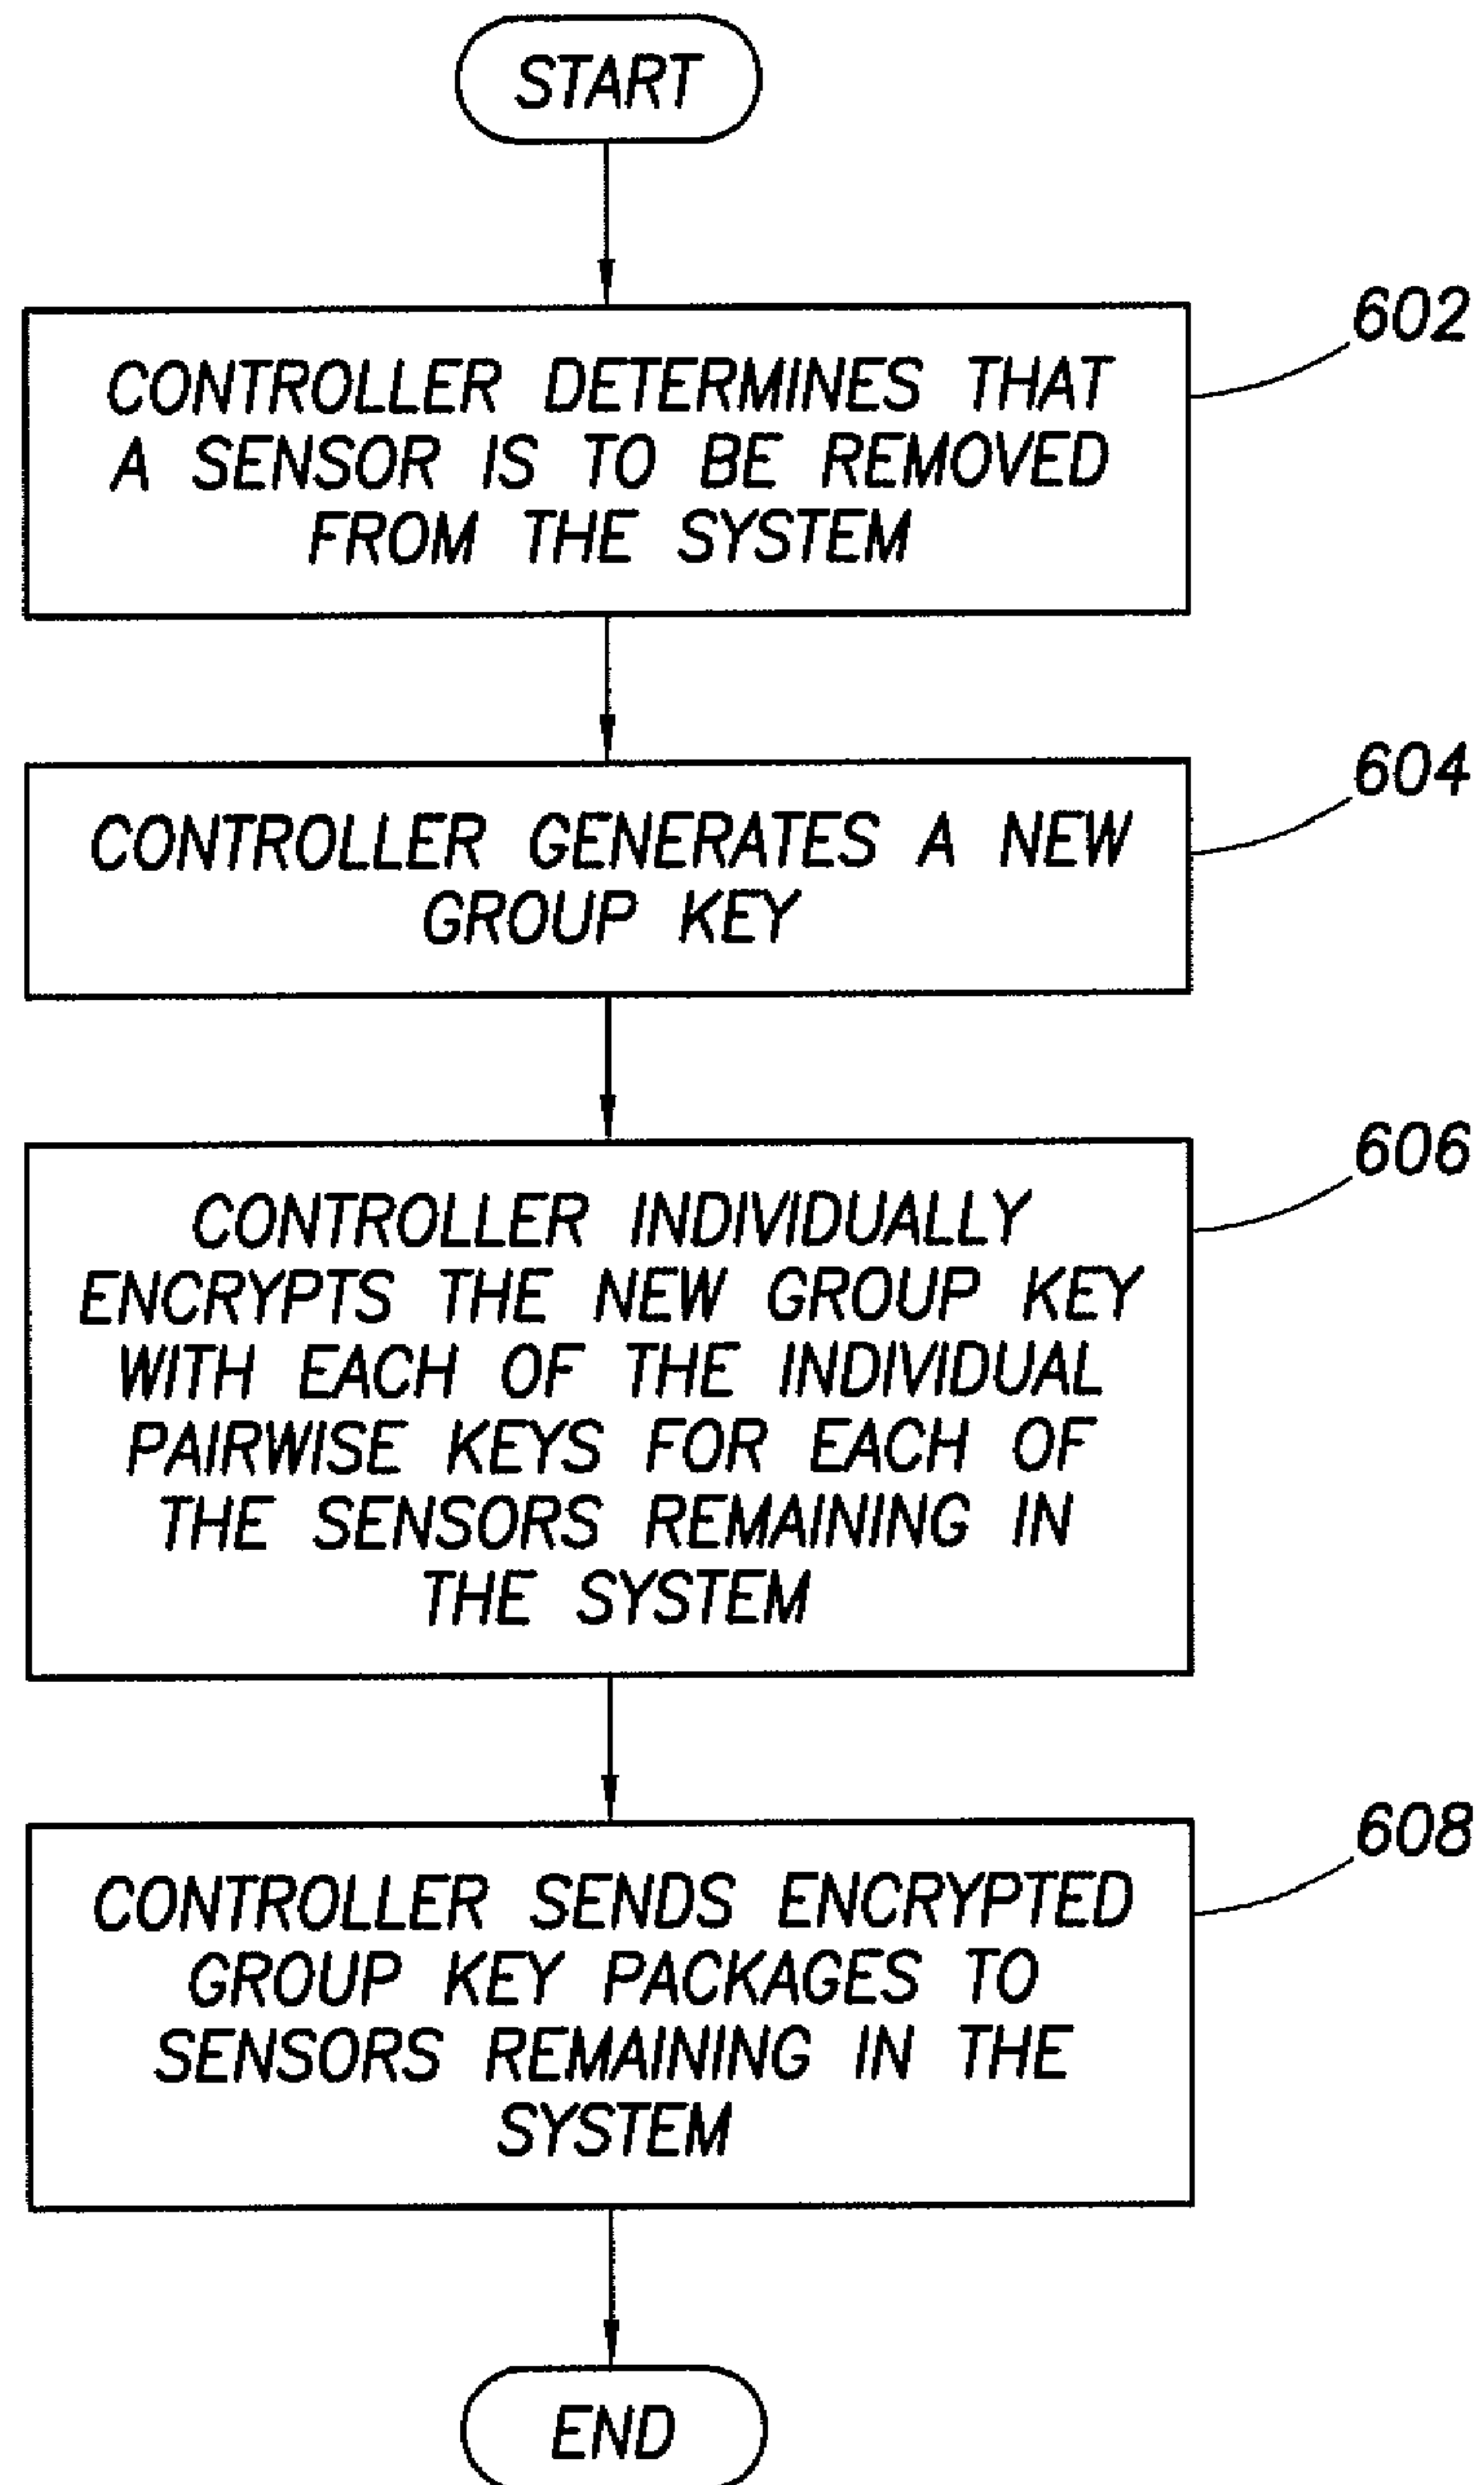 START
602
CONTROLLER DETERMINES THAT
A SENSOR IS TO BE REMOVED
FROM THE SYSTEM
604
CONTROLLER GENERATES A NEW
GROUP KEY
606
CONTROLLER INDIVIDUALLY
ENCRYPTS THE NEW GROUP KEY
WITH EACH OF THE INDIVIDUAL
PAIRWISE KEYS FOR EACH OF
THE SENSORS REMAINING IN
THE SYSTEM
608
CONTROLLER SENDS ENCRYPTED
GROUP KEY PACKAGES TO
SENSORS REMAINING IN THE
SYSTEM
END